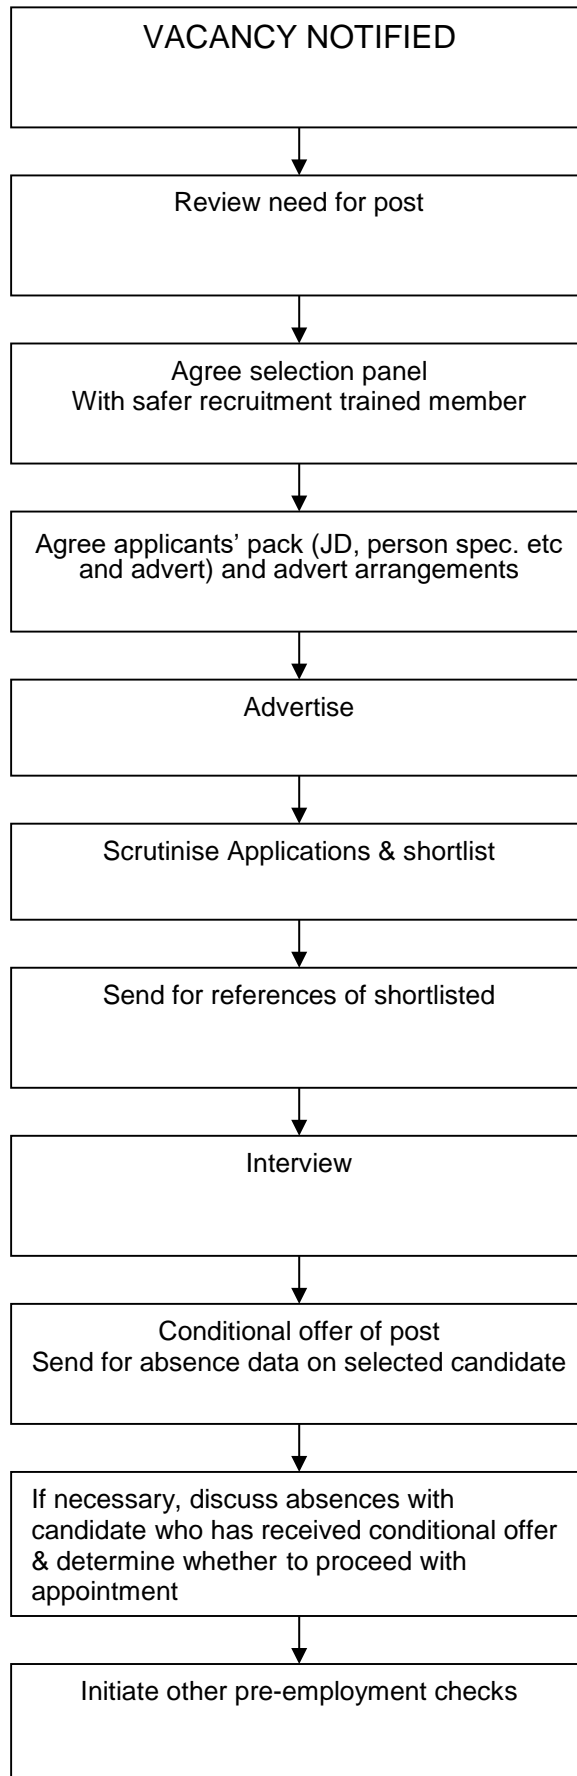 VACANCY NOTIFIED
Review need for post
Agree selection panel
With safer recruitment trained member
Agree applicants’ pack (JD, person spec. etc
and advert) and advert arrangements
Advertise
Scrutinise Applications & shortlist
Send for references of shortlisted
Interview
Conditional offer of post
Send for absence data on selected candidate
If necessary, discuss absences with
candidate who has received conditional offer
& determine whether to proceed with
appointment
Initiate other pre-employment checks